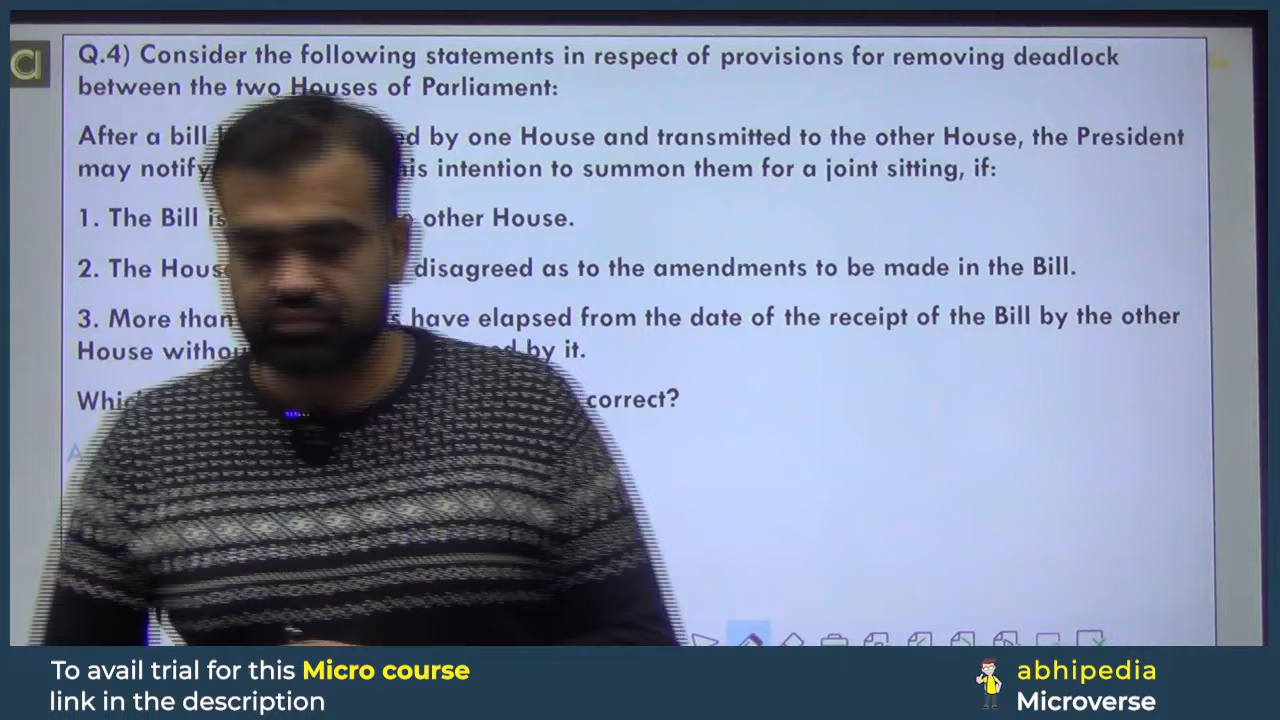 a
Q.4) Consider the following statements in respect of provisions for removing deadlock
between the two Houses of Parliament:
After a bill by one House and transmitted to the other House, the President
may notify his intention to summon them for a joint sitting, if:
1. The Bill is other House.
2. The House disagreed as to the amendments to be made in the Bill.
3. More than have elapsed from the date of the receipt of the Bill by the other
House without by it.
correct?
To avail trial for this Micro course
link in the description
abhipedia
Microverse